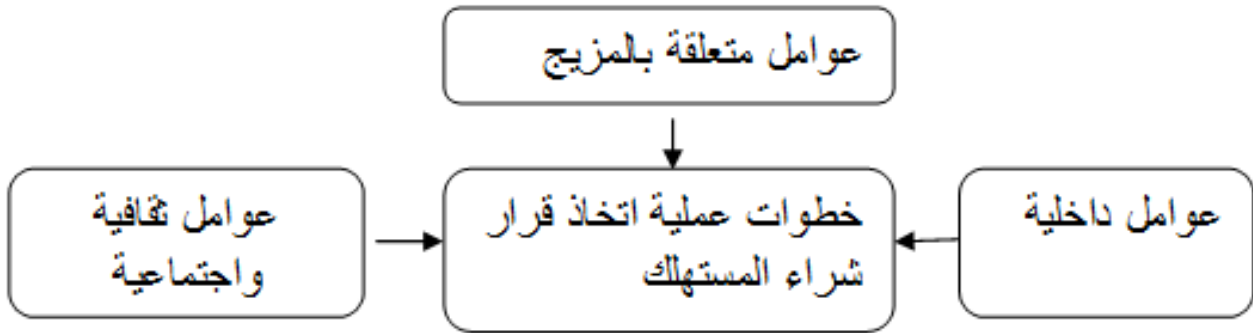 عوامل متعلقة بالمزيج
عوامل داخلية
خطوات عملية اتخاذ قرار
شراء المستهلك
عوامل ثقافية
واجتماعية